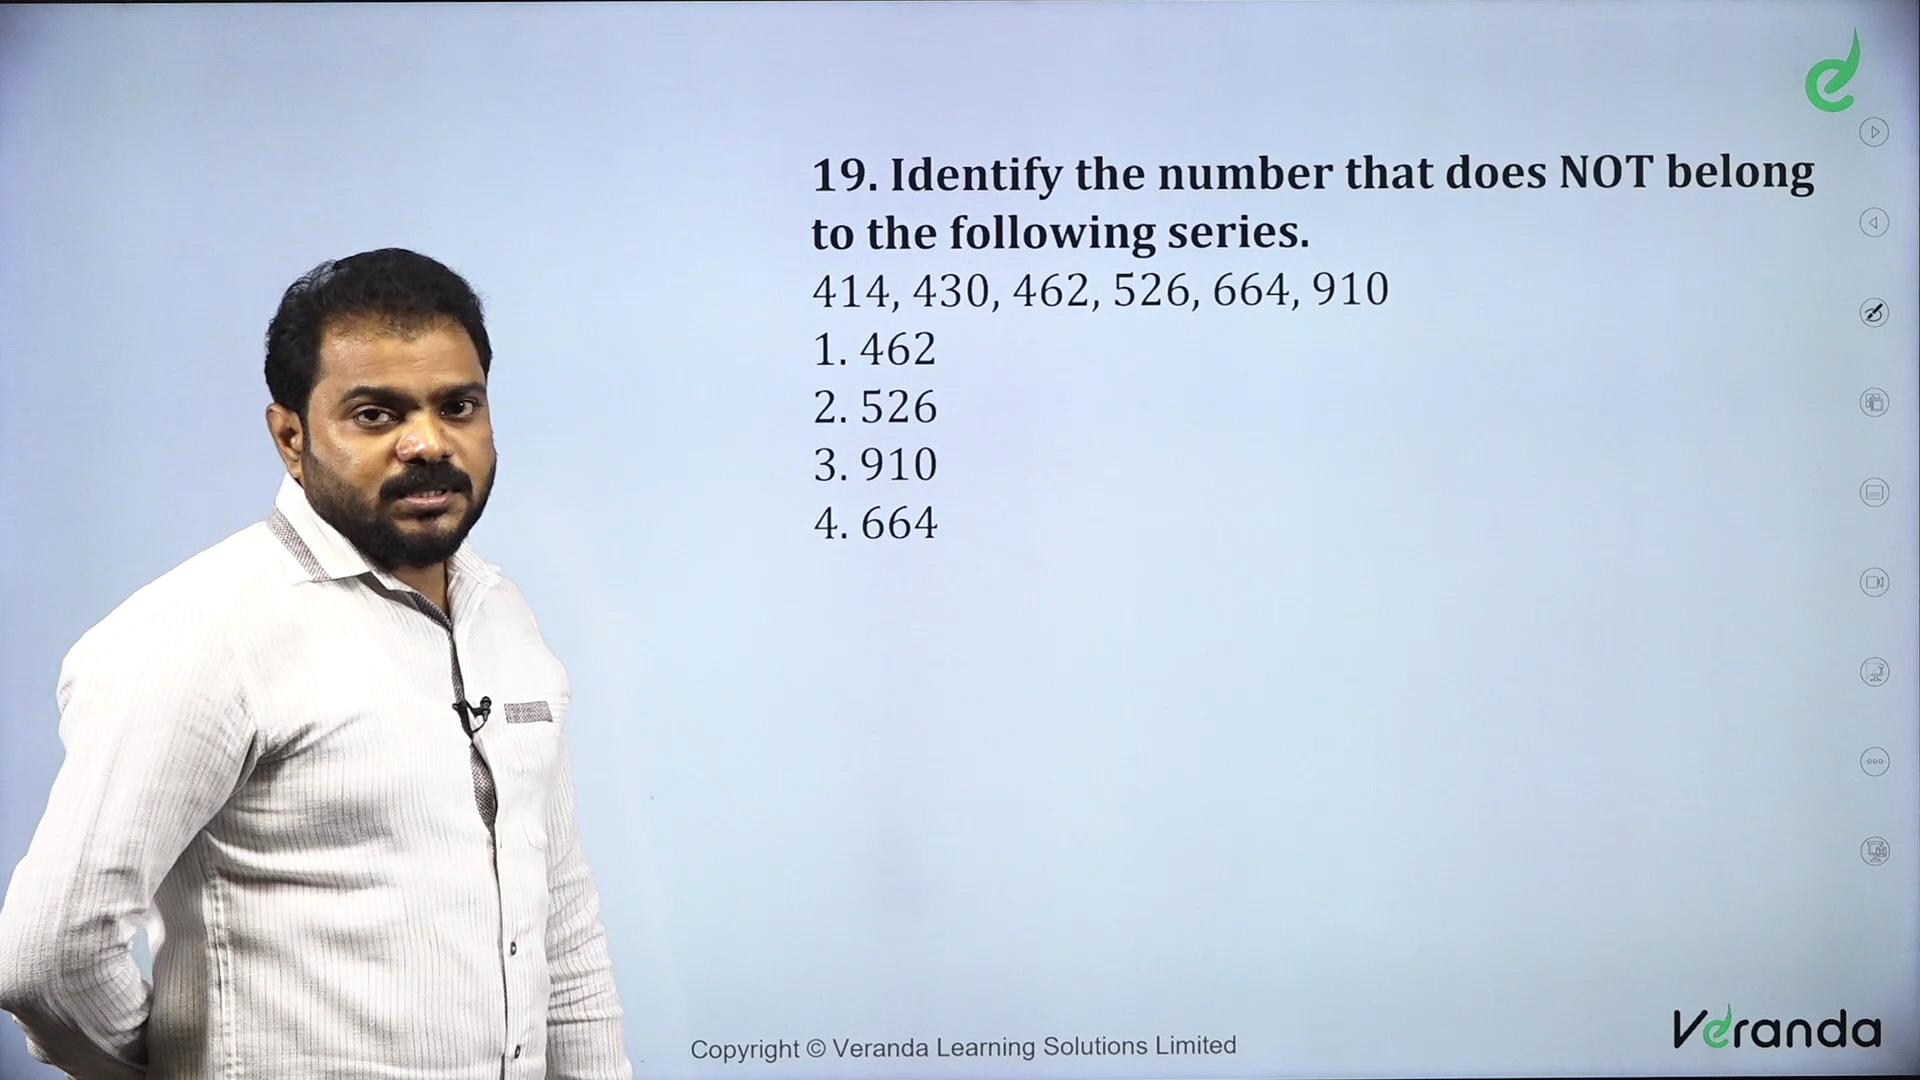 19. Identify the number that does NOT belong
to the following series.
414, 430, 462, 526, 664, 910
1. 462
2. 526
3. 910
4. 664
Copyright © Veranda Learning Solutions Limited
Veranda